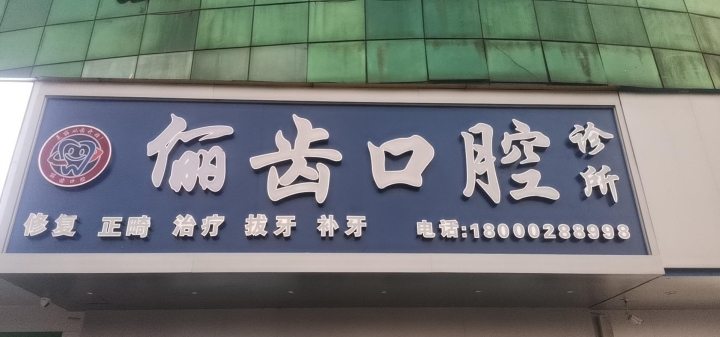 俪齿口腔诊所
修复 正畸 治疗 拔牙 补牙 电话:18000288998